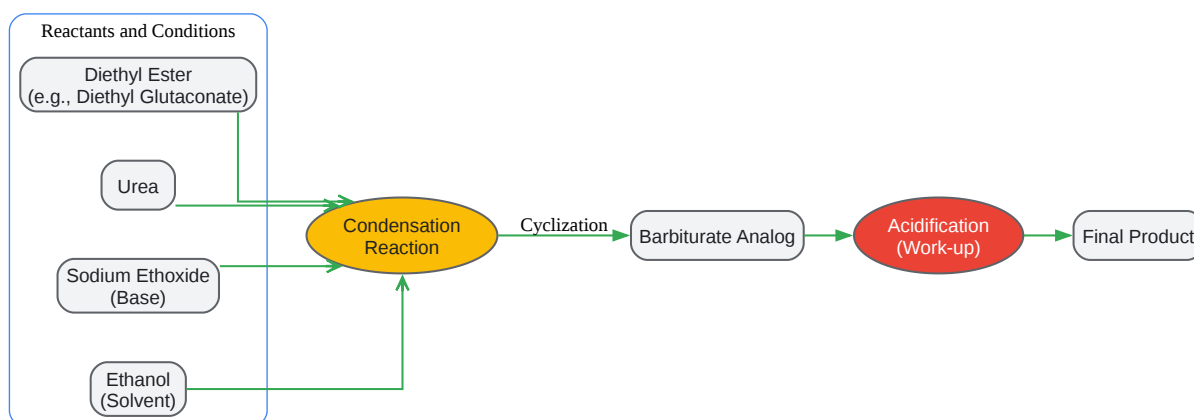 Reactants and Conditions
Diethyl Ester
(e.g., Diethyl Glutaconate)
Urea
Sodium Ethoxide
(Base)
Ethanol
(Solvent)
Condensation
Reaction
Cyclization
Barbiturate Analog
Acidification
(Work-up)
Final Product